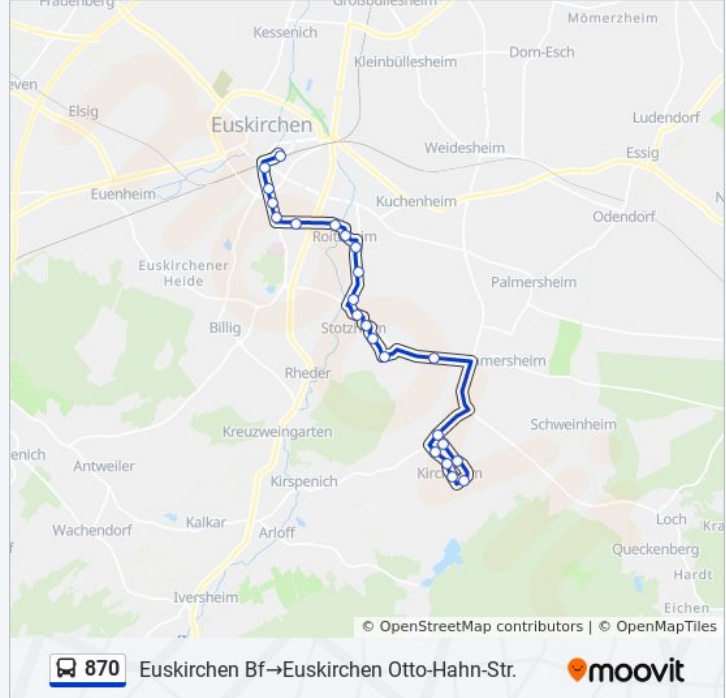 Frauenberg
Großbüllesheim
Mömerzheim
Kessenich
Dom-Esch
Kleinbüllesheim
Elsig
Ludendorf
Euskirchen
Weidesheim
Essig
Euenheim
Kuchenheim
Odendorf
Euskirchener
Heide
Palmersheim
Billig
Rheder
Schweinheim
Kreuzweingarten
Antweiler
Kirspenich
Kalkar
Arloff
Wachendorf
Loch
Queckenberg
Hardt
Iversheim
Eichen
© OpenStreetMap contributors | © OpenMapTiles
870 Euskirchen Bf→Euskirchen Otto-Hahn-Str.
moovit